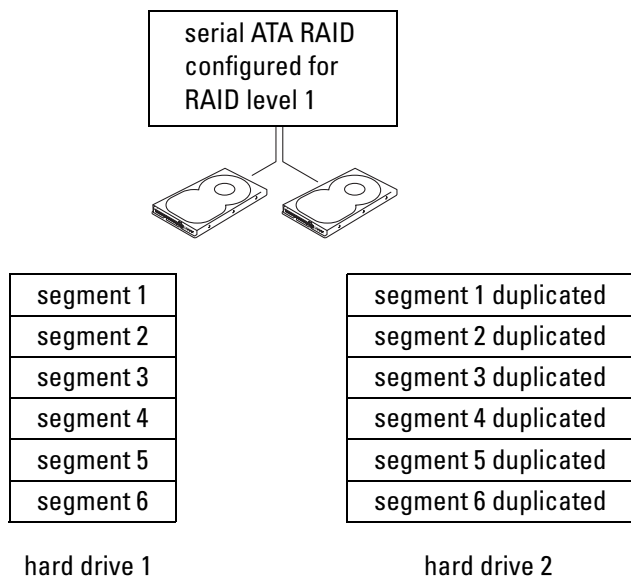 serial ATA RAID
configured for
RAID level 1
segment 1
segment 1 duplicated
segment 2
segment 2 duplicated
segment 3
segment 3 duplicated
segment 4
segment 4 duplicated
segment 5
segment 5 duplicated
segment 6
segment 6 duplicated
hard drive 1
hard drive 2